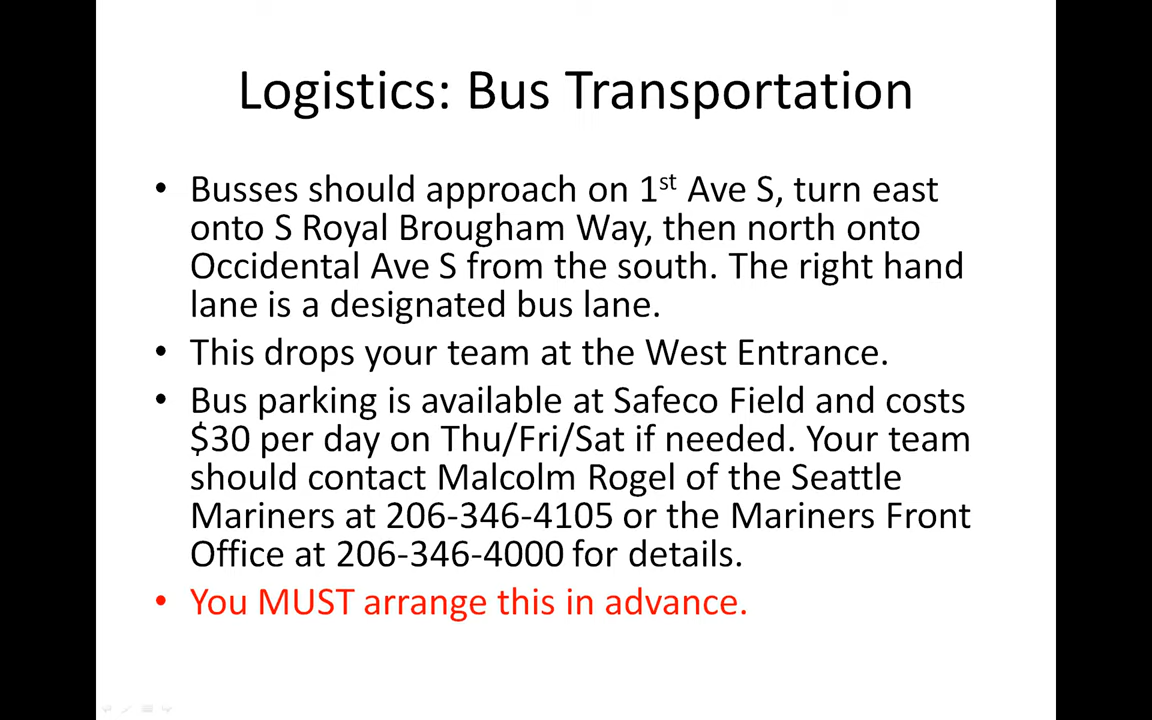 Logistics: Bus Transportation
• Busses should approach on 1st Ave S, turn east
onto S Royal Brougham Way, then north onto
Occidental Ave S from the south. The right hand
lane is a designated bus lane.
• This drops your team at the West Entrance.
• Bus parking is available at Safeco Field and costs
$30 per day on Thu/Fri/Sat if needed. Your team
should contact Malcolm Rogel of the Seattle
Mariners at 206-346-4105 or the Mariners Front
Office at 206-346-4000 for details.
• You MUST arrange this in advance.